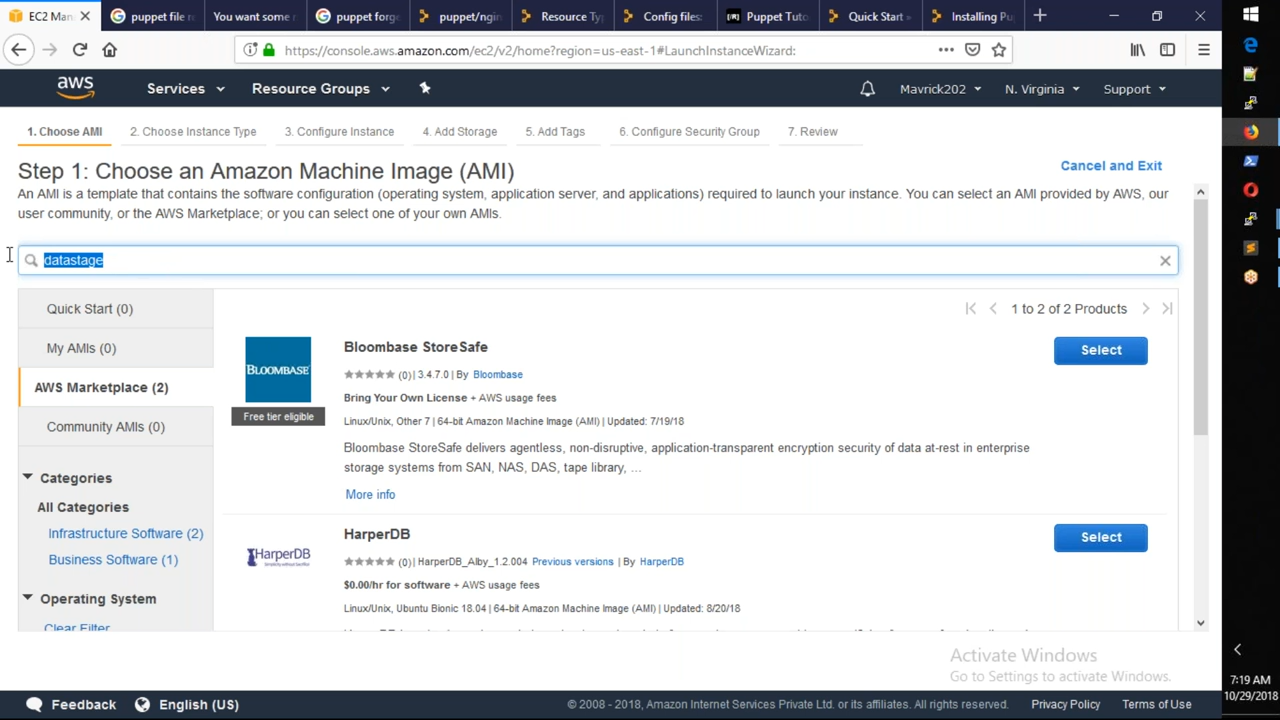 EC2 Man
puppet file re
You want some m
puppet forge
puppet/ngin
Resource Typ
Config files:
Puppet Tuto
Quick Start »
Installing Pu
https://console.aws.amazon.com/ec2/v2/home?region=us-east-1#LaunchInstanceWizard:
aws
Services
Resource Groups
Mavrick202
N. Virginia
Support
1. Choose AMI
2. Choose Instance Type
3. Configure Instance
4. Add Storage
5. Add Tags
6. Configure Security Group
7. Review
Step 1: Choose an Amazon Machine Image (AMI)
Cancel and Exit
An AMI is a template that contains the software configuration (operating system, application server, and applications) required to launch your instance. You can select an AMI provided by AWS, our
user community, or the AWS Marketplace; or you can select one of your own AMIs.
datastage
Quick Start (0)
My AMIs (0)
AWS Marketplace (2)
Community AMIs (0)
Categories
All Categories
Infrastructure Software (2)
Business Software (1)
Operating System
Clear Filter
1 to 2 of 2 Products
BLOOMBASE
Free tier eligible
Bloombase StoreSafe
(0) | 3.4.7.0 | By Bloombase
Bring Your Own License + AWS usage fees
Linux/Unix, Other 7 | 64-bit Amazon Machine Image (AMI) | Updated: 7/19/18
Bloombase StoreSafe delivers agentless, non-disruptive, application-transparent encryption security of data at-rest in enterprise
storage systems from SAN, NAS, DAS, tape library, ...
More info
Select
HarperDB
HarperDB
(0) | HarperDB_Alby_1.2.004 Previous versions | By HarperDB
$0.00/hr for software + AWS usage fees
Linux/Unix, Ubuntu Bionic 18.04 | 64-bit Amazon Machine Image (AMI) | Updated: 8/20/18
Select
Activate Windows
Go to Settings to activate Windows.
Feedback
English (US)
© 2008 - 2018, Amazon Internet Services Private Ltd. or its affiliates. All rights reserved.
Privacy Policy
Terms of Use
7:19 AM
10/29/2018